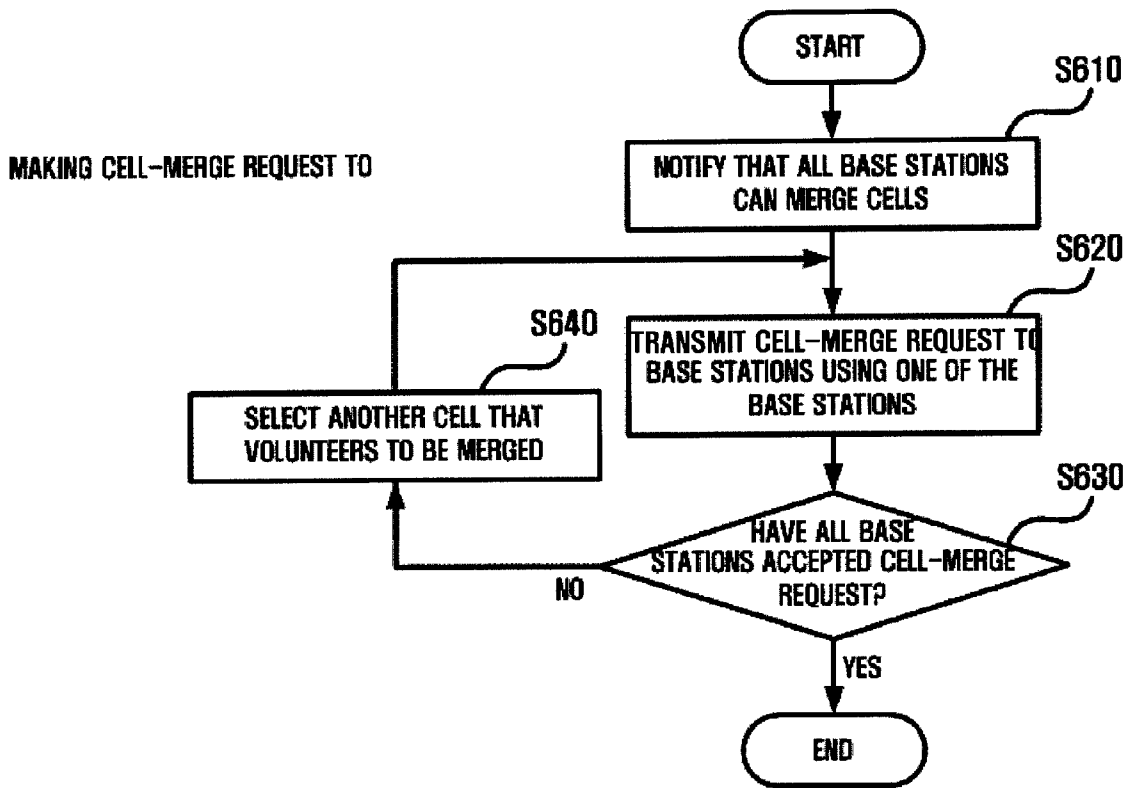 START
S610
MAKING CELL-MERGE REQUEST TO
NOTIFY THAT ALL BASE STATIONS
CAN MERGE CELLS
S620
TRANSMIT CELL-MERGE REQUEST TO
BASE STATIONS USING ONE OF THE
BASE STATIONS
S640
SELECT ANOTHER CELL THAT
VOLUNTEERS TO BE MERGED
S630
HAVE ALL BASE
STATIONS ACCEPTED CELL-MERGE
REQUEST?
NO
YES
END